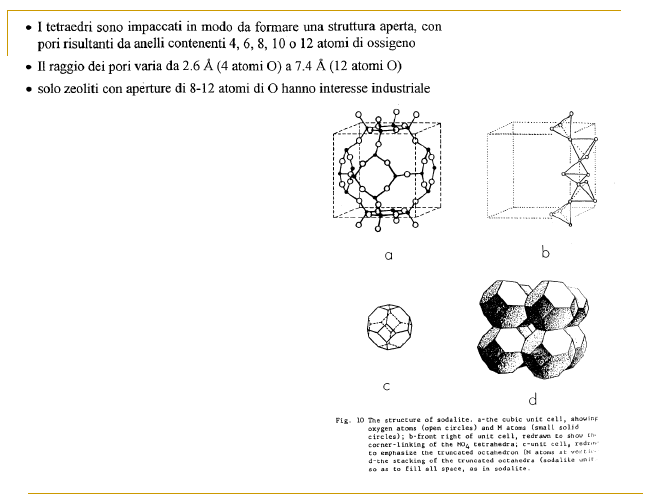 • I tetraedri sono impaccati in modo da formare una struttura aperta, con
pori risultanti da anelli contenenti 4, 6, 8, 10 o 12 atomi di ossigeno
• Il raggio dei pori varia da 2.6 Å (4 atomi O) a 7.4 Å (12 atomi O)
• solo zeoliti con aperture di 8-12 atomi di O hanno interesse industriale
a
b
c
d
Fig. 10 The structure of sodalite. a-the cubic unit cell, showing
oxygen atoms (open circles) and M atoms (small solid
circles); b-front right of unit cell, redrawn to show
corner-linking of the MO4 tetrahedra; c-unit cell,
to emphasize the truncated octahedron (M atoms at
d-the stacking of the truncated octahedra (sodalite
so as to fill all space, as in sodalite.